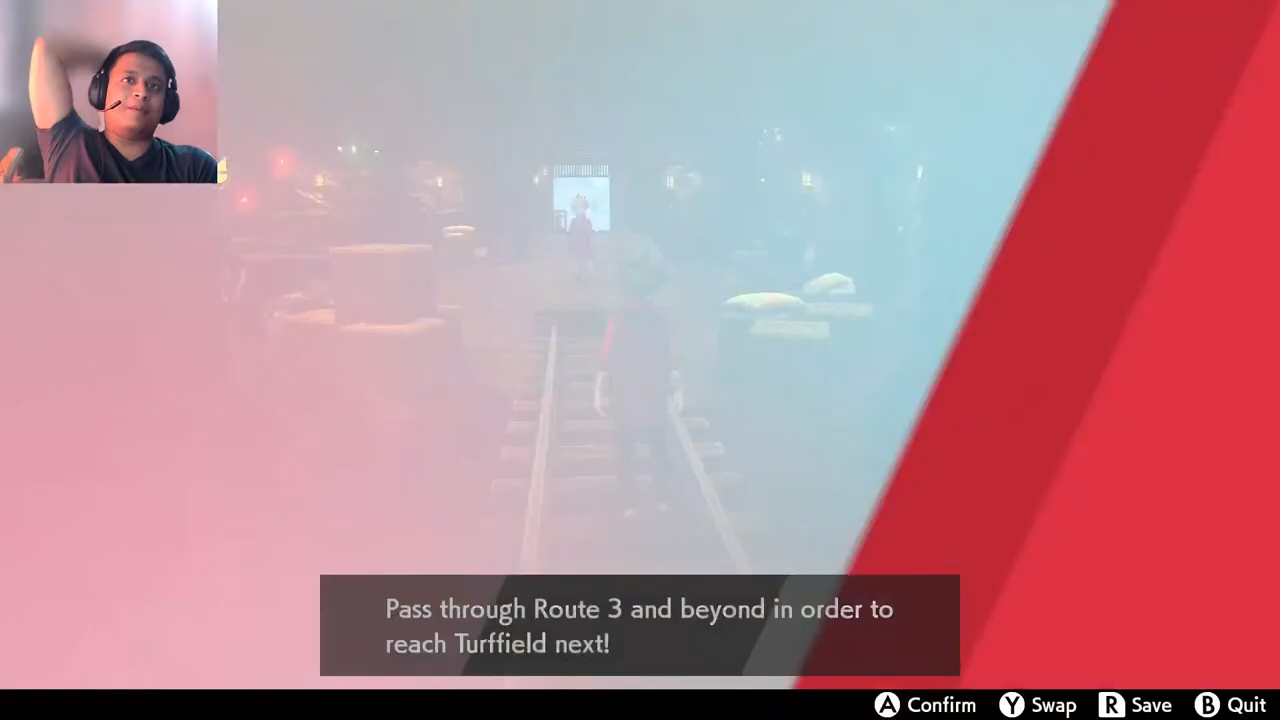 Pass through Route 3 and beyond in order to
reach Turffield next!
A Confirm Y Swap R Save B Quit